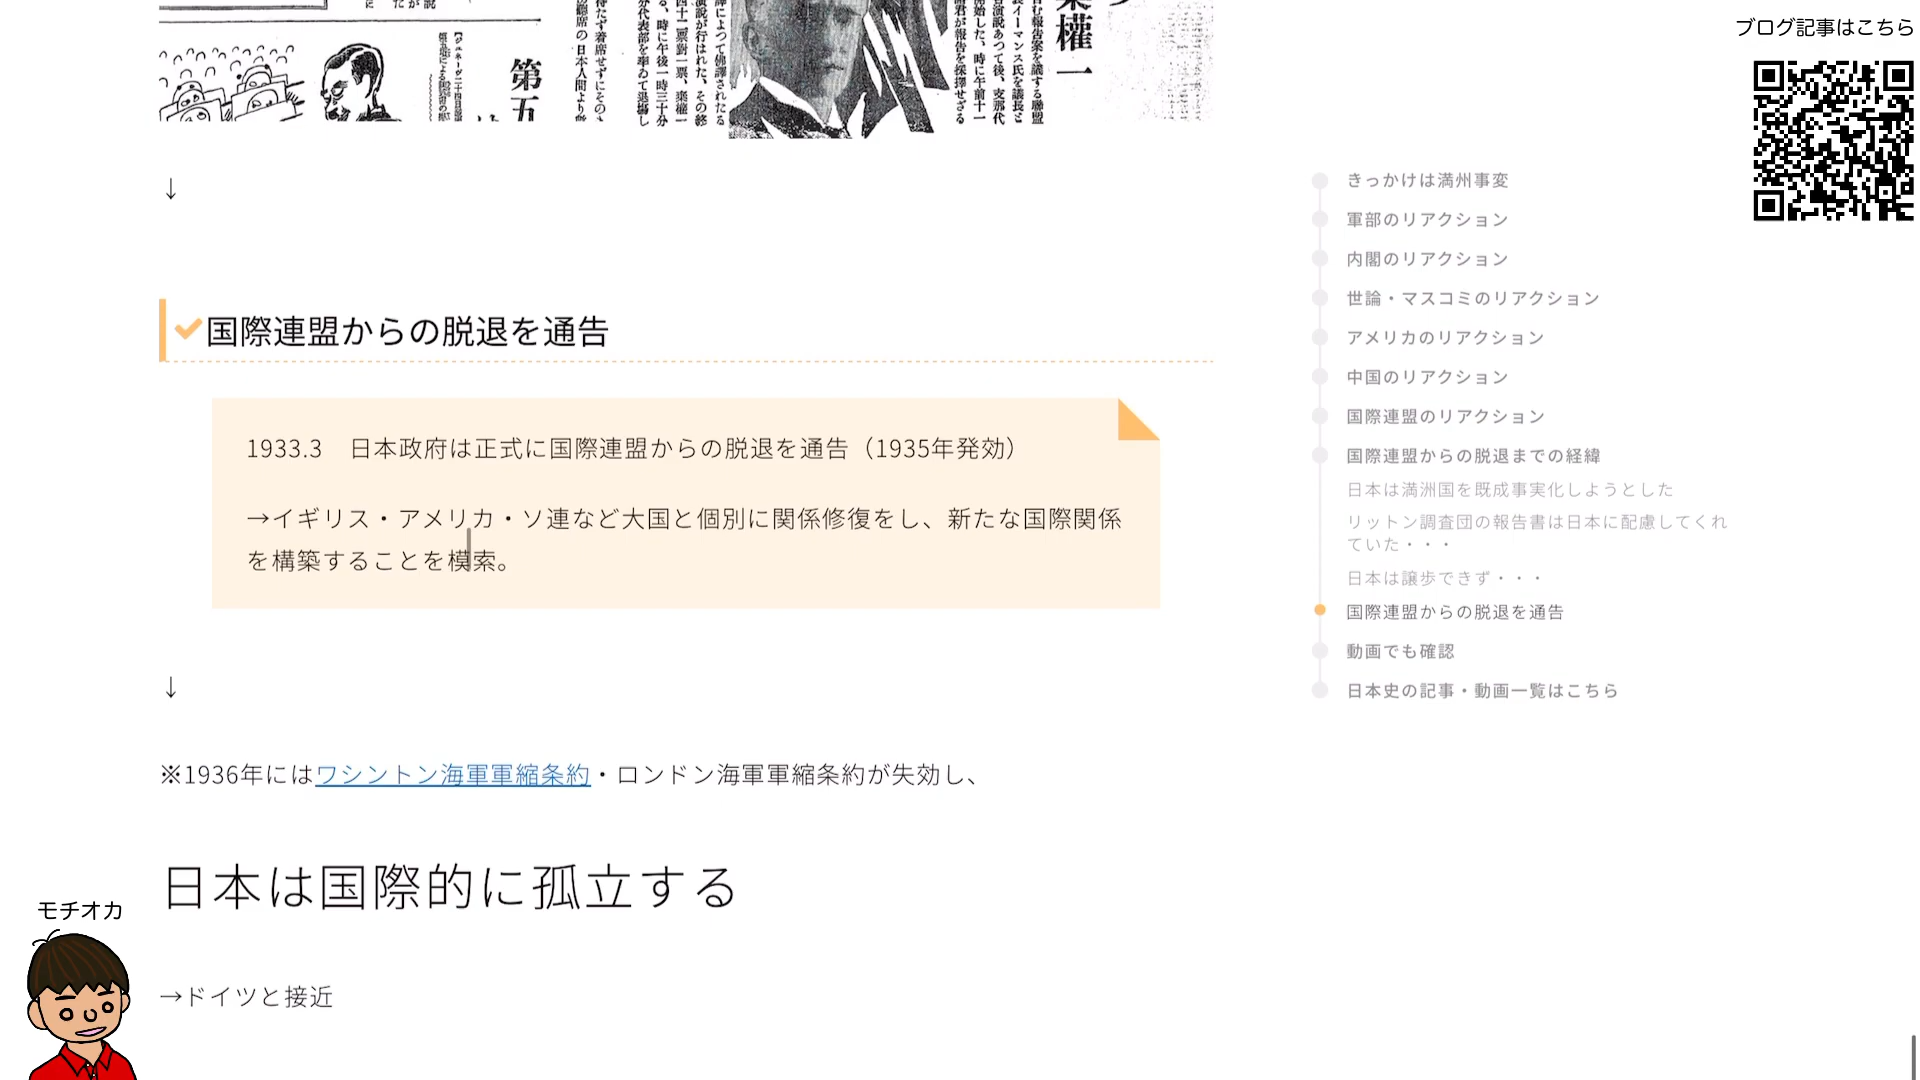 ブログ記事はこちら
第五
棄権一
↓
国際連盟からの脱退を通告
1933.3　日本政府は正式に国際連盟からの脱退を通告（1935年発効）
→イギリス・アメリカ・ソ連など大国と個別に関係修復をし、新たな国際関係
を構築することを模索。
↓
※1936年にはワシントン海軍軍縮条約・ロンドン海軍軍縮条約が失効し、
日本は国際的に孤立する
→ドイツと接近
モチオカ
きっかけは満州事変
軍部のリアクション
内閣のリアクション
世論・マスコミのリアクション
アメリカのリアクション
中国のリアクション
国際連盟のリアクション
国際連盟からの脱退までの経緯
日本は満洲国を既成事実化しようとした
リットン調査団の報告書は日本に配慮してくれ
ていた・・・
日本は譲歩できず・・・
国際連盟からの脱退を通告
動画でも確認
日本史の記事・動画一覧はこちら